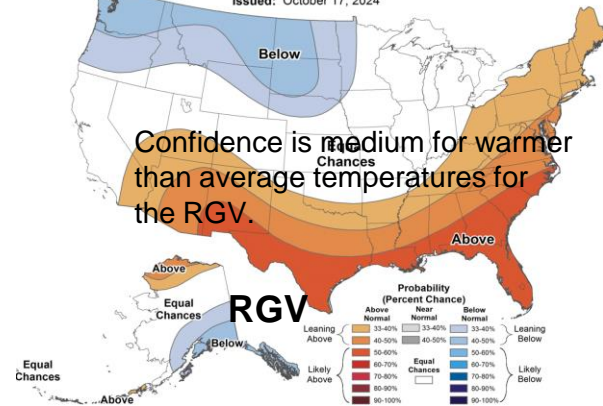 Issued: October 17, 2024
Below
Equal
Chances
Confidence is medium for warmer
than average temperatures for
the RGV.
Above
Above
Equal
Chances
RGV
Below
Equal
Chances
Above
Probability
(Percent Chance)
Above
Normal
Near
Normal
Below
Normal
Leaning
Above
33-40%
33-40%
33-40%
Leaning
Below
40-50%
40-50%
40-50%
Likely
Above
50-60%
Equal
Chances
50-60%
Likely
Below
60-70%
60-70%
70-80%
70-80%
80-90%
80-90%
90-100%
90-100%